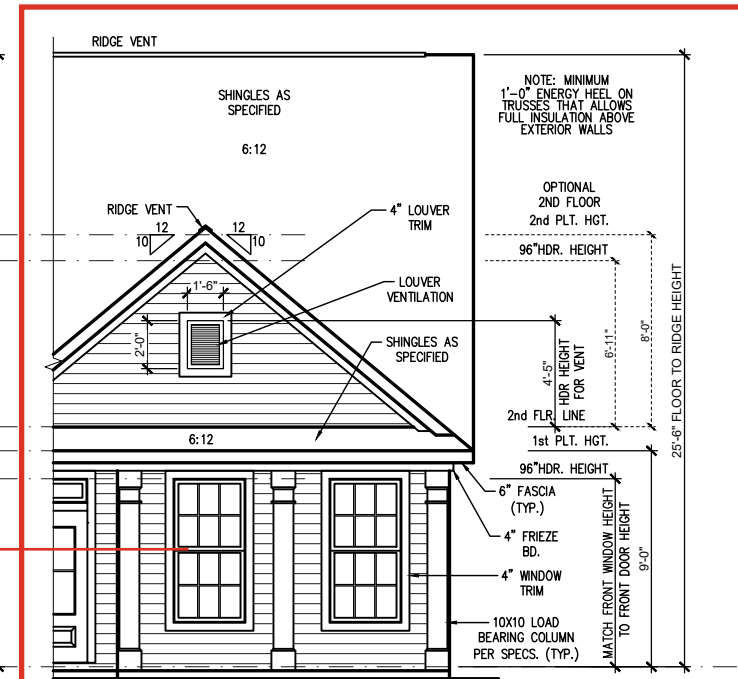 RIDGE VENT
SHINGLES AS
SPECIFIED
6:12
NOTE: MINIMUM
1'-0" ENERGY HEEL ON
TRUSSES THAT ALLOWS
FULL INSULATION ABOVE
EXTERIOR WALLS
OPTIONAL
2ND FLOOR
2nd PLT. HGT.
RIDGE VENT
12
10
12
10
4" LOUVER
TRIM
96"HDR. HEIGHT
1'-6"
LOUVER
VENTILATION
2'-0"
SHINGLES AS
SPECIFIED
4'-5"
HDR HEIGHT
FOR VENT
6'-11"
8'-0"
25'-6" FLOOR TO RIDGE HEIGHT
2nd FLR. LINE
6:12
1st PLT. HGT.
96"HDR. HEIGHT
6" FASCIA
(TYP.)
4" FRIEZE
BD.
4" WINDOW
TRIM
10X10 LOAD
BEARING COLUMN
PER SPECS. (TYP.)
MATCH FRONT WINDOW HEIGHT
TO FRONT DOOR HEIGHT
9'-0"